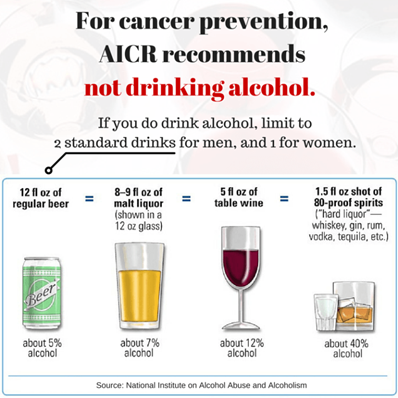 For cancer prevention,
AICR recommends
not drinking alcohol.
If you do drink alcohol, limit to
2 standard drinks for men, and 1 for women.
12 fl oz of
regular beer
=
8–9 fl oz of
malt liquor
(shown in a
12 oz glass)
=
5 fl oz of
table wine
=
1.5 fl oz shot of
80-proof spirits
("hard liquor"—
whiskey, gin, rum,
vodka, tequila, etc.)
Beer
about 5%
alcohol
about 7%
alcohol
about 12%
alcohol
about 40%
alcohol
Source: National Institute on Alcohol Abuse and Alcoholism